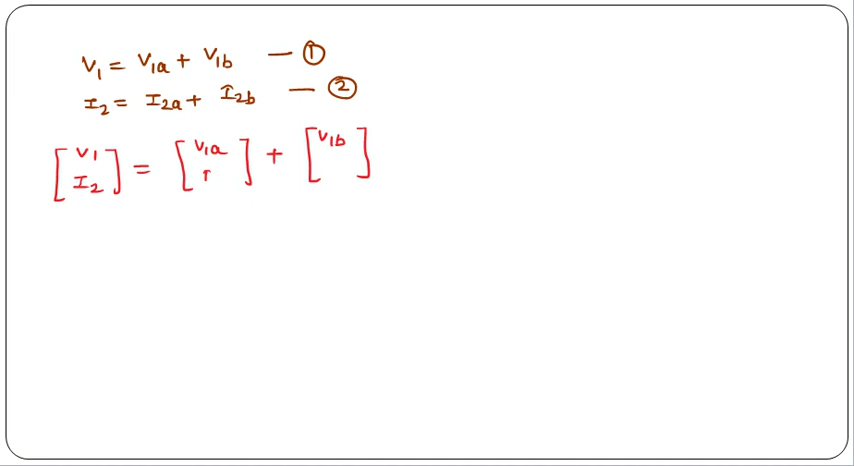 V₁ = V₁ₐ + V₁b — ①
I₂ = I₂ₐ + I₂b — ②
[V₁ I₂] = [V₁ₐ I] + [V₁b ]